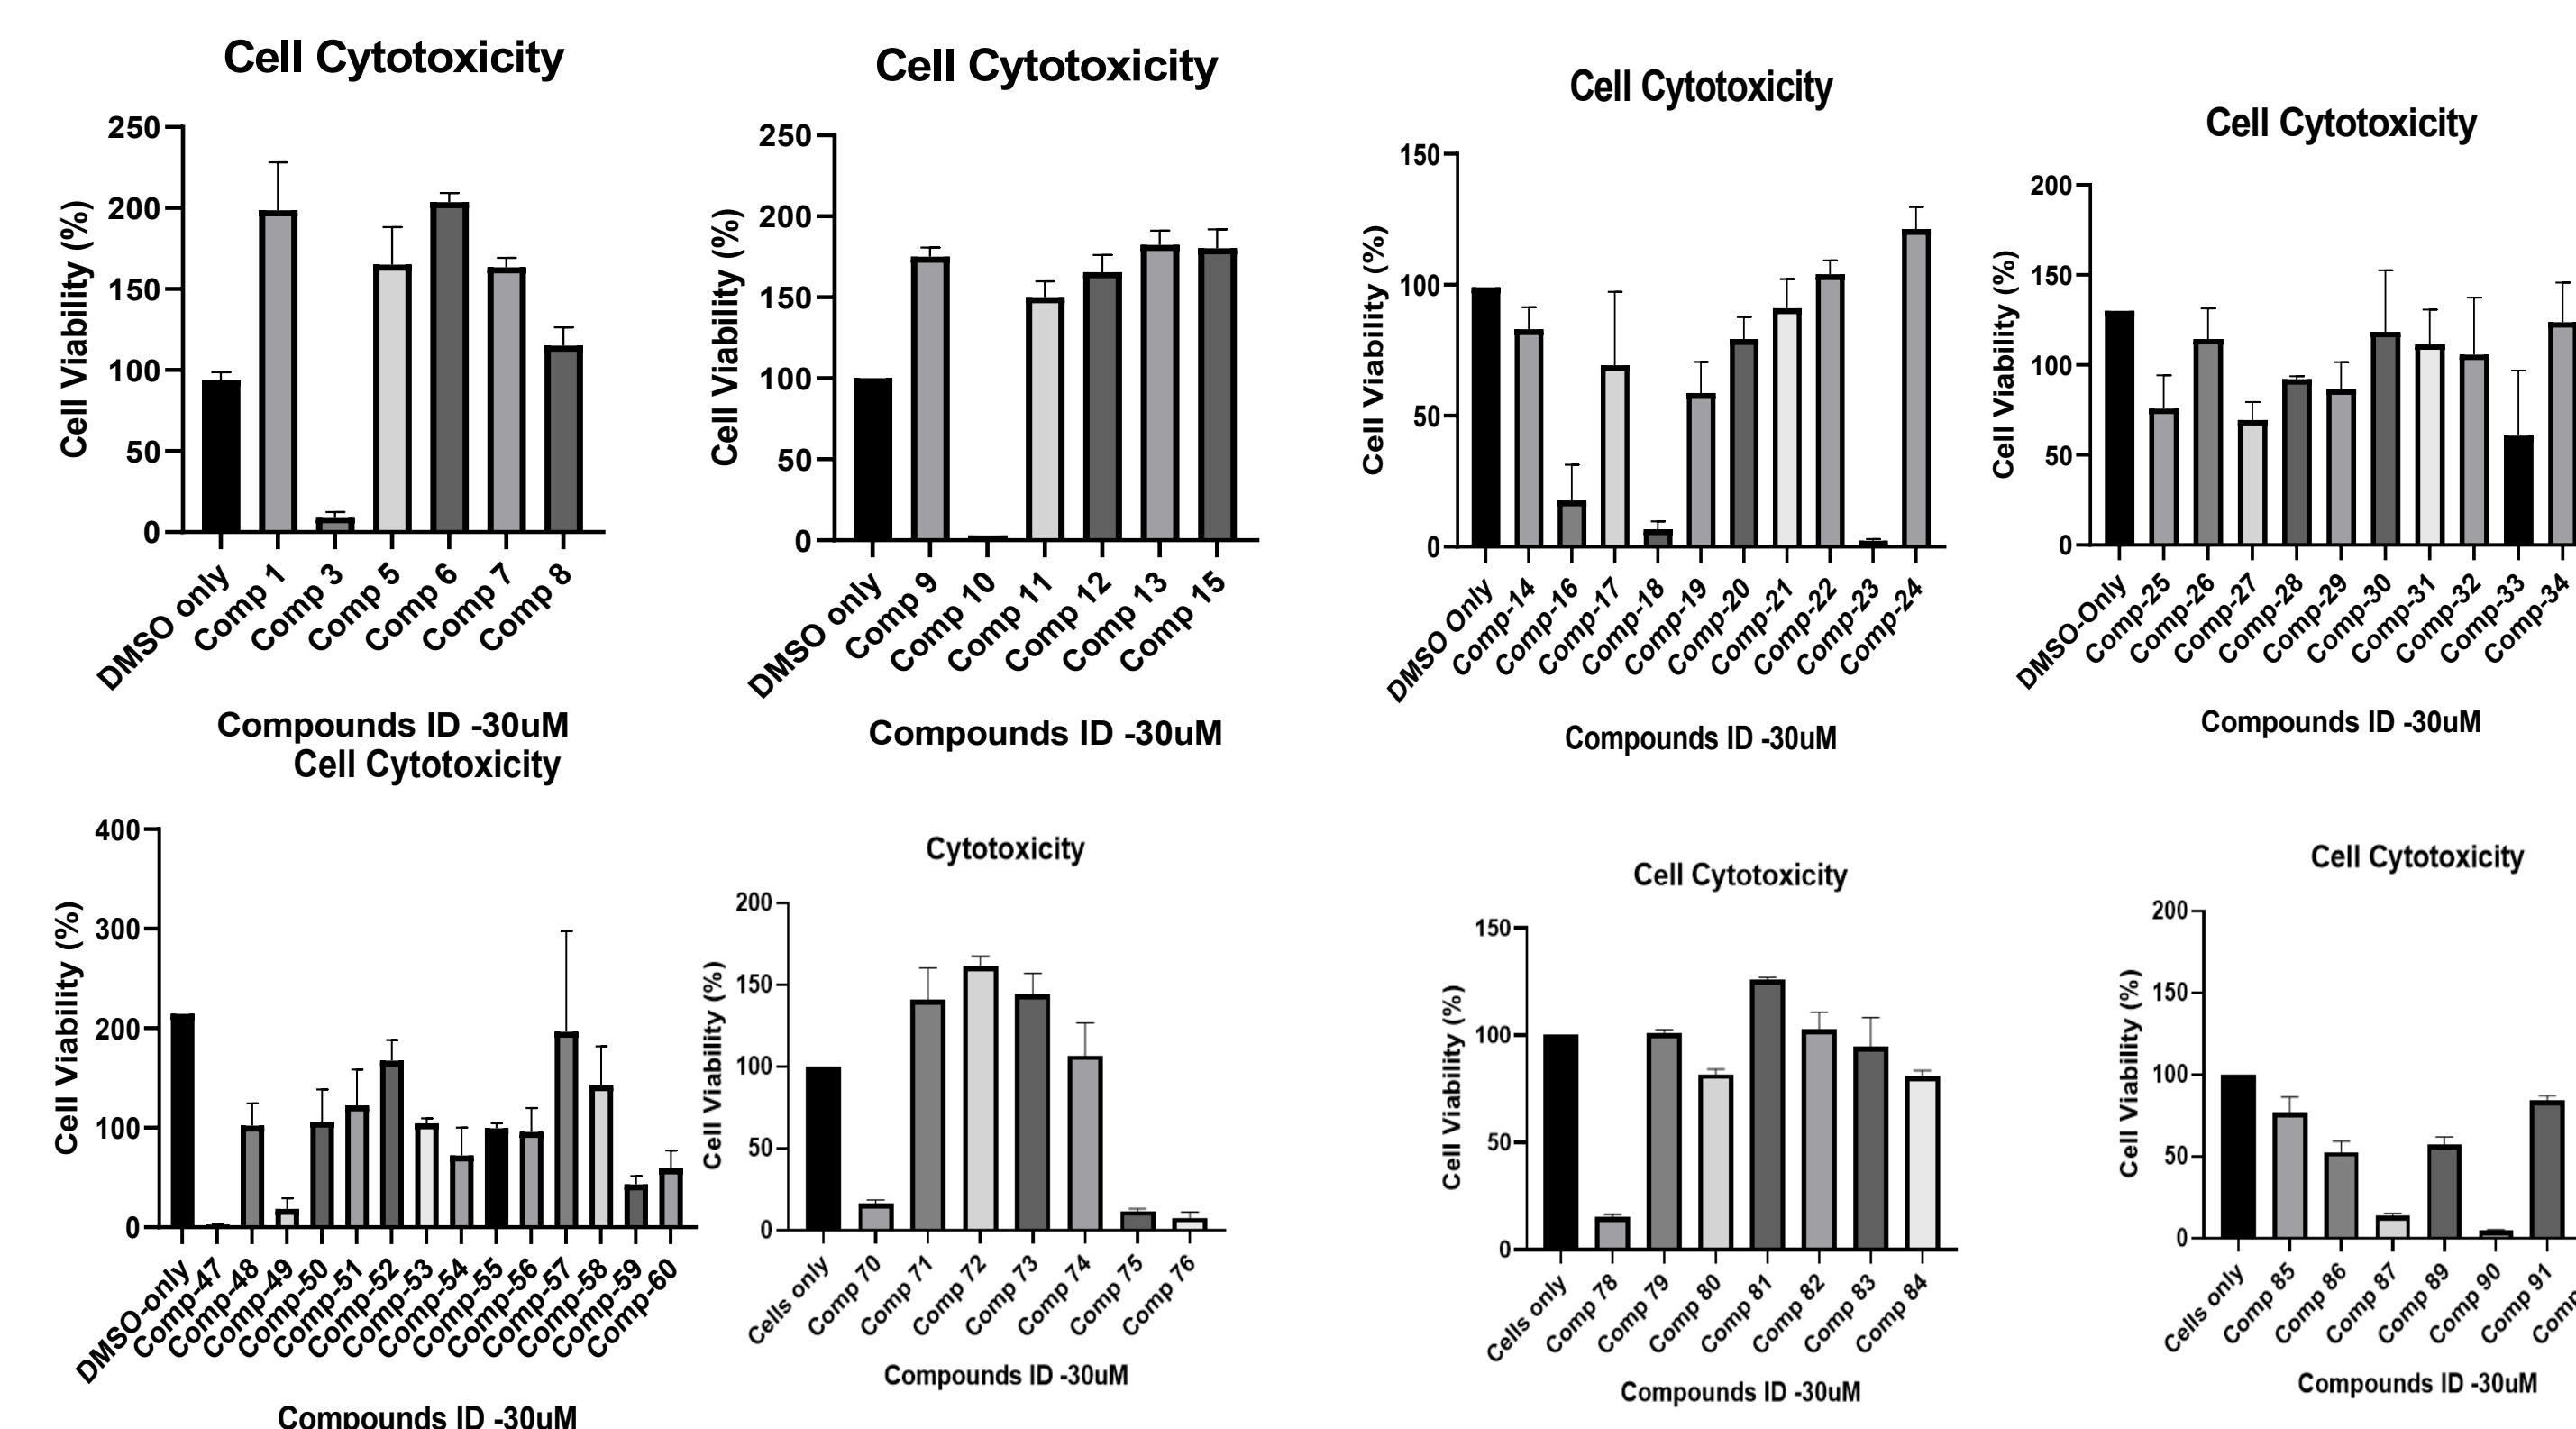 Cell Cytotoxicity
250
200
150
100
50
0
Cell Viability (%)
DMSO only
Comp 1
Comp 3
Comp 5
Comp 6
Comp 7
Comp 8
Compounds ID -30uM
Cell Cytotoxicity
250
200
150
100
50
0
Cell Viability (%)
DMSO only
Comp 9
Comp 10
Comp 11
Comp 12
Comp 13
Comp 15
Compounds ID -30uM
Cell Cytotoxicity
150
100
50
0
Cell Viability (%)
DMSO Only
Comp-14
Comp-16
Comp-17
Comp-18
Comp-19
Comp-20
Comp-21
Comp-22
Comp-23
Comp-24
Compounds ID -30uM
Cell Cytotoxicity
200
150
100
50
0
Cell Viability (%)
DMSO-Only
Comp-25
Comp-26
Comp-27
Comp-28
Comp-29
Comp-30
Comp-31
Comp-32
Comp-33
Comp-34
Compounds ID -30uM
Cell Cytotoxicity
400
300
200
100
0
Cell Viability (%)
DMSO-only
Comp-47
Comp-48
Comp-49
Comp-50
Comp-51
Comp-52
Comp-53
Comp-54
Comp-55
Comp-56
Comp-57
Comp-58
Comp-59
Comp-60
Compounds ID -30uM
Cytotoxicity
200
150
100
50
0
Cell Viability (%)
Cells only
Comp 70
Comp 71
Comp 72
Comp 73
Comp 74
Comp 75
Comp 76
Compounds ID -30uM
Cell Cytotoxicity
150
100
50
0
Cell Viability (%)
Cells only
Comp 78
Comp 79
Comp 80
Comp 81
Comp 82
Comp 83
Comp 84
Compounds ID -30uM
Cell Cytotoxicity
200
150
100
50
0
Cell Viability (%)
Cells only
Comp 85
Comp 86
Comp 87
Comp 89
Comp 90
Comp 91
Compounds ID -30uM